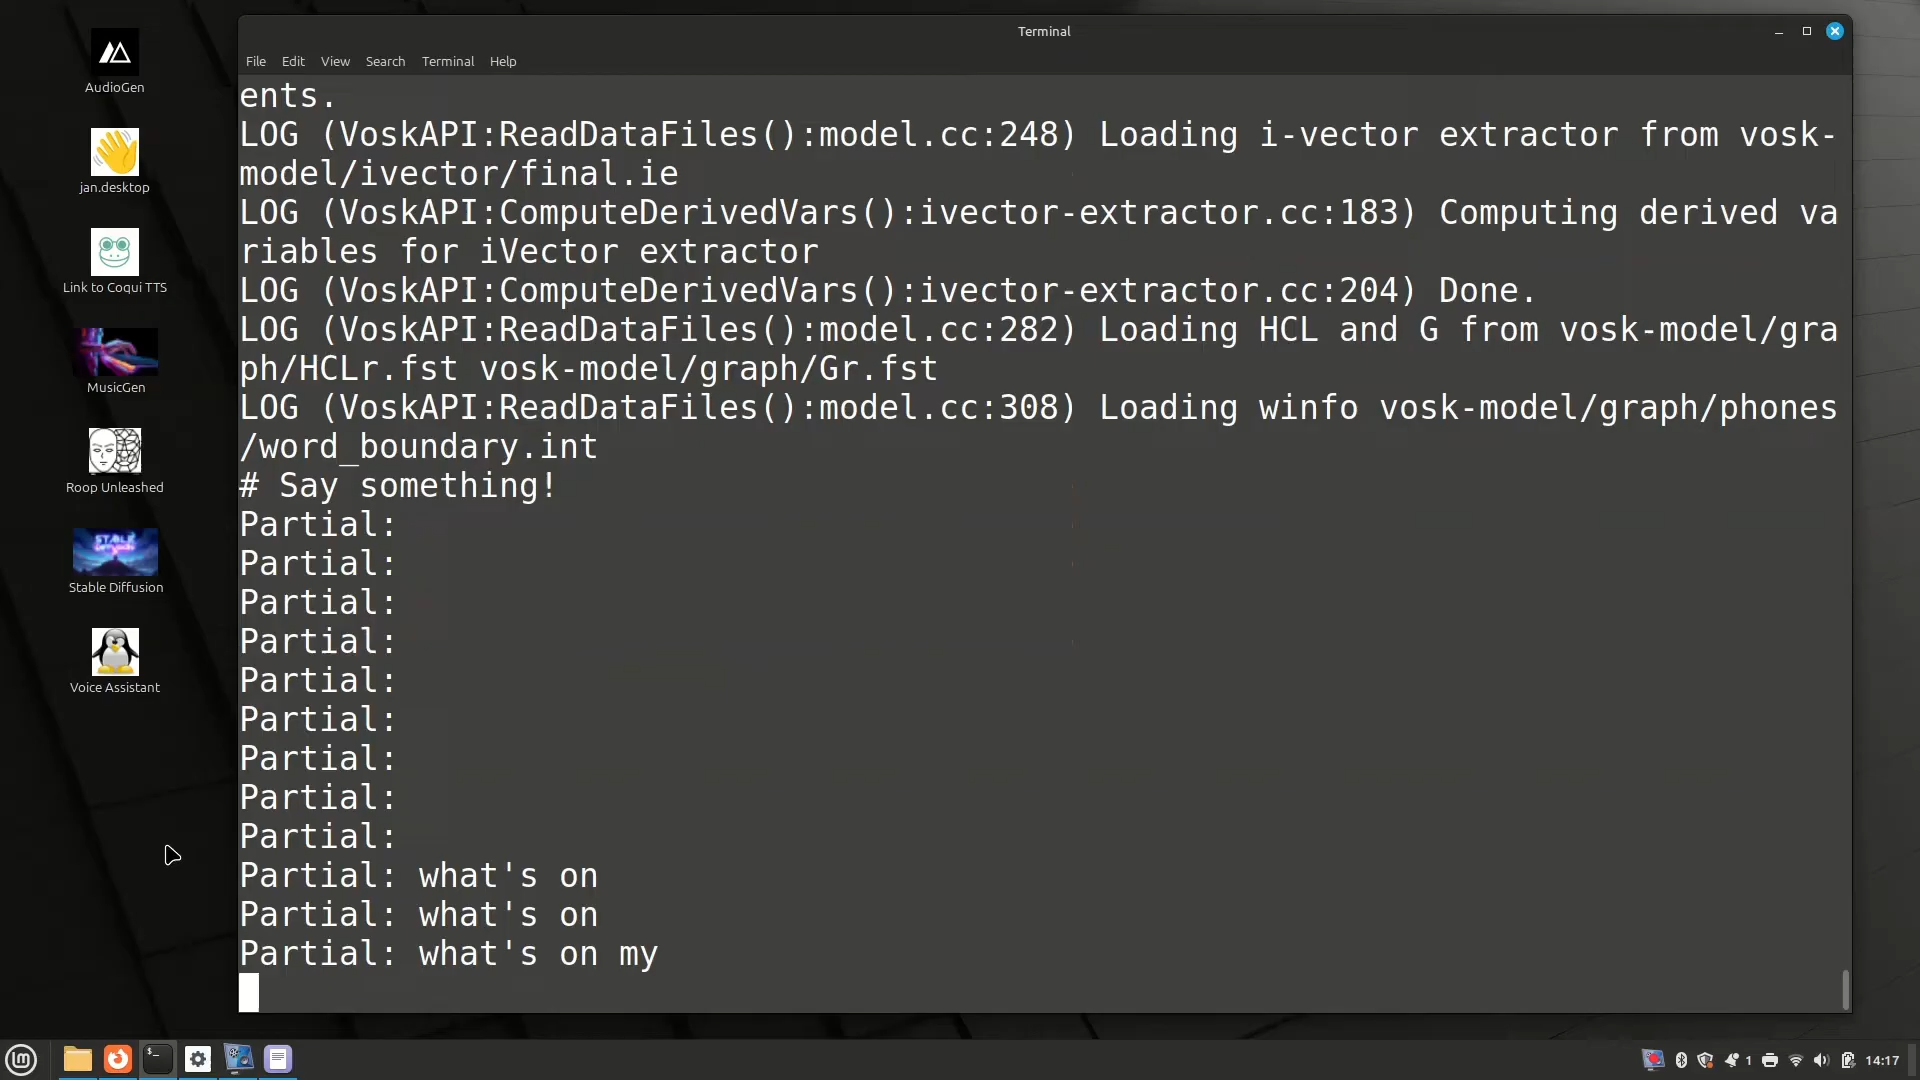 Terminal
File Edit View Search Terminal Help
ents.
LOG (VoskAPI:ReadDataFiles():model.cc:248) Loading i-vector extractor from vosk-
model/ivector/final.ie
LOG (VoskAPI:ComputeDerivedVars():ivector-extractor.cc:183) Computing derived va
riables for iVector extractor
LOG (VoskAPI:ComputeDerivedVars():ivector-extractor.cc:204) Done.
LOG (VoskAPI:ReadDataFiles():model.cc:282) Loading HCL and G from vosk-model/gra
ph/HCLr.fst vosk-model/graph/Gr.fst
LOG (VoskAPI:ReadDataFiles():model.cc:308) Loading winfo vosk-model/graph/phones
/word_boundary.int
# Say something!
Partial:
Partial:
Partial:
Partial:
Partial:
Partial:
Partial:
Partial:
Partial:
Partial: what's on
Partial: what's on
Partial: what's on my
AudioGen
jan.desktop
Link to Coqui TTS
MusicGen
Roop Unleashed
STABLE
DIFFUSION
Stable Diffusion
Voice Assistant
lm
$_
1
14:17